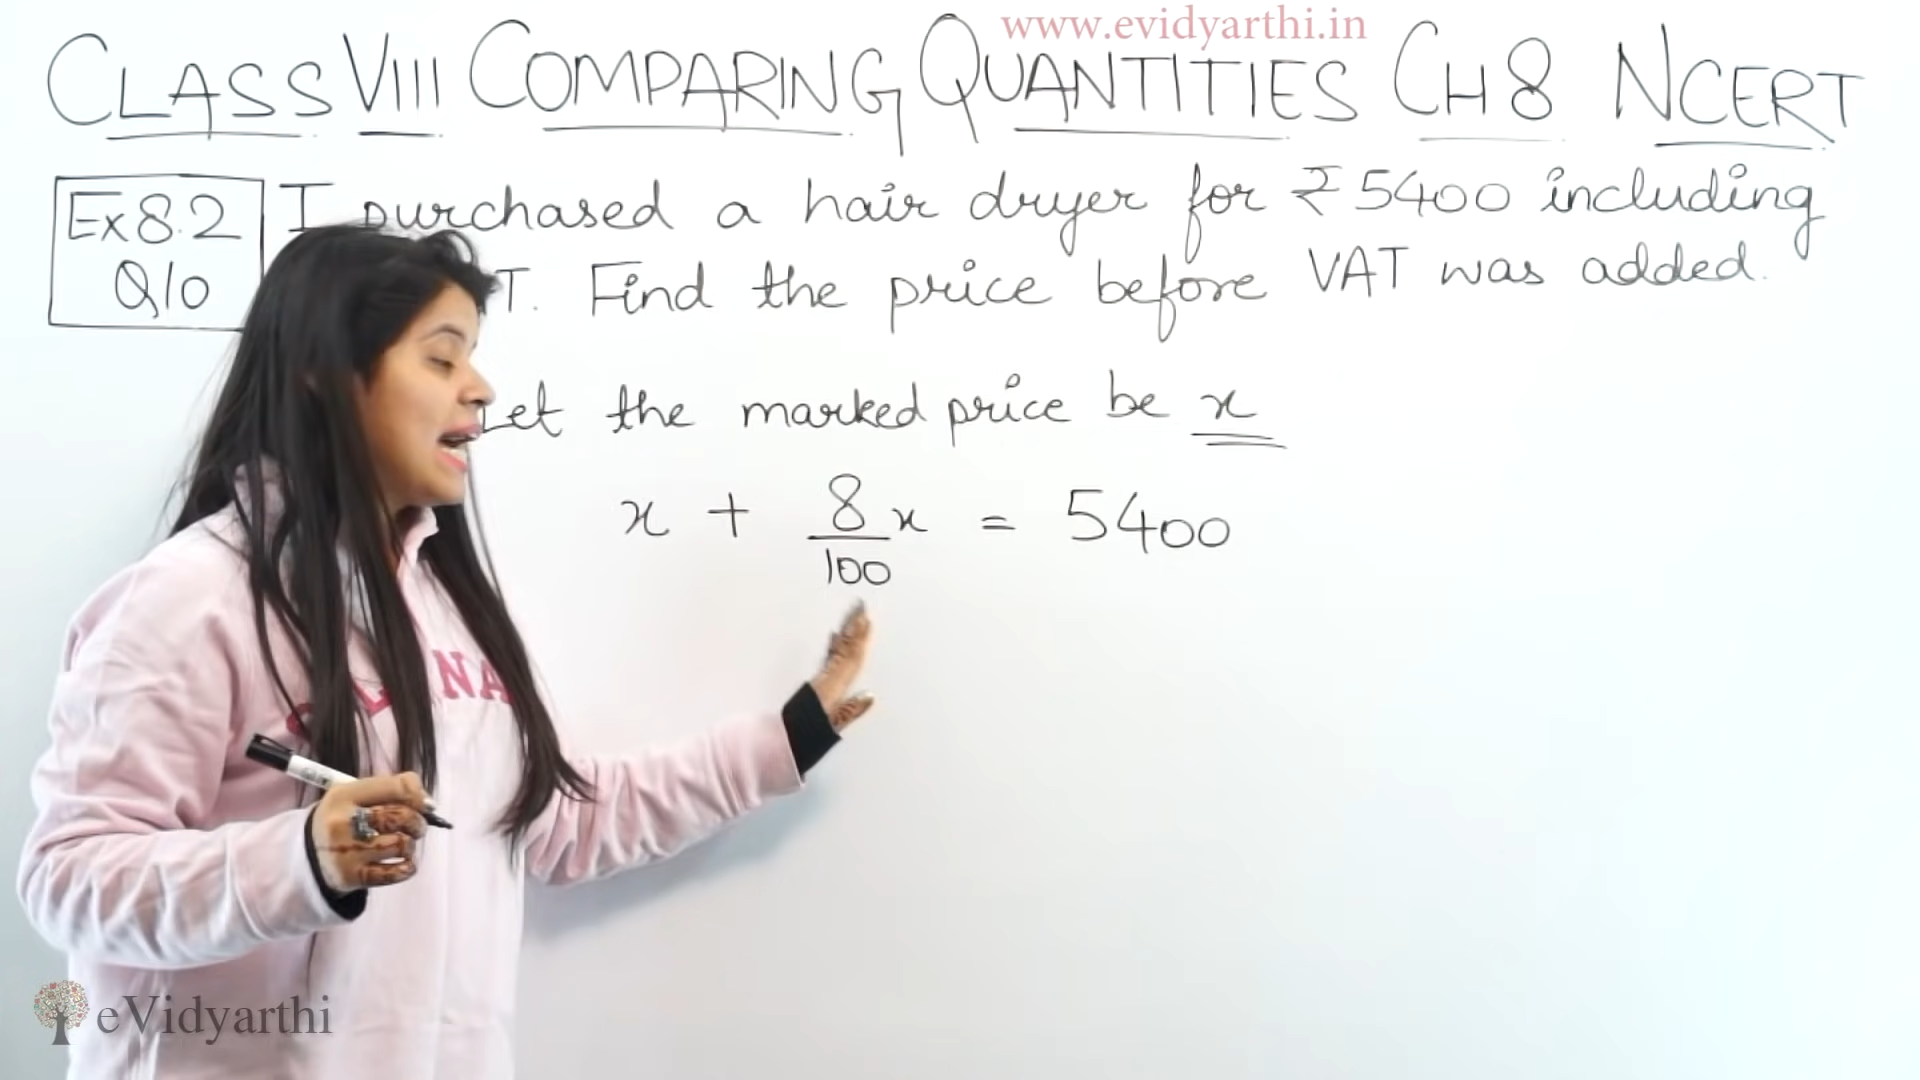 www.evidyarthi.in
CLASS VIII COMPARING QUANTITIES CH 8 NCERT
Ex 8.2
Q10
I purchased a hair dryer for ₹ 5400 including
T. Find the price before VAT was added.
Let the marked price be x
x + 8/100 x = 5400
NA
eVidyarthi